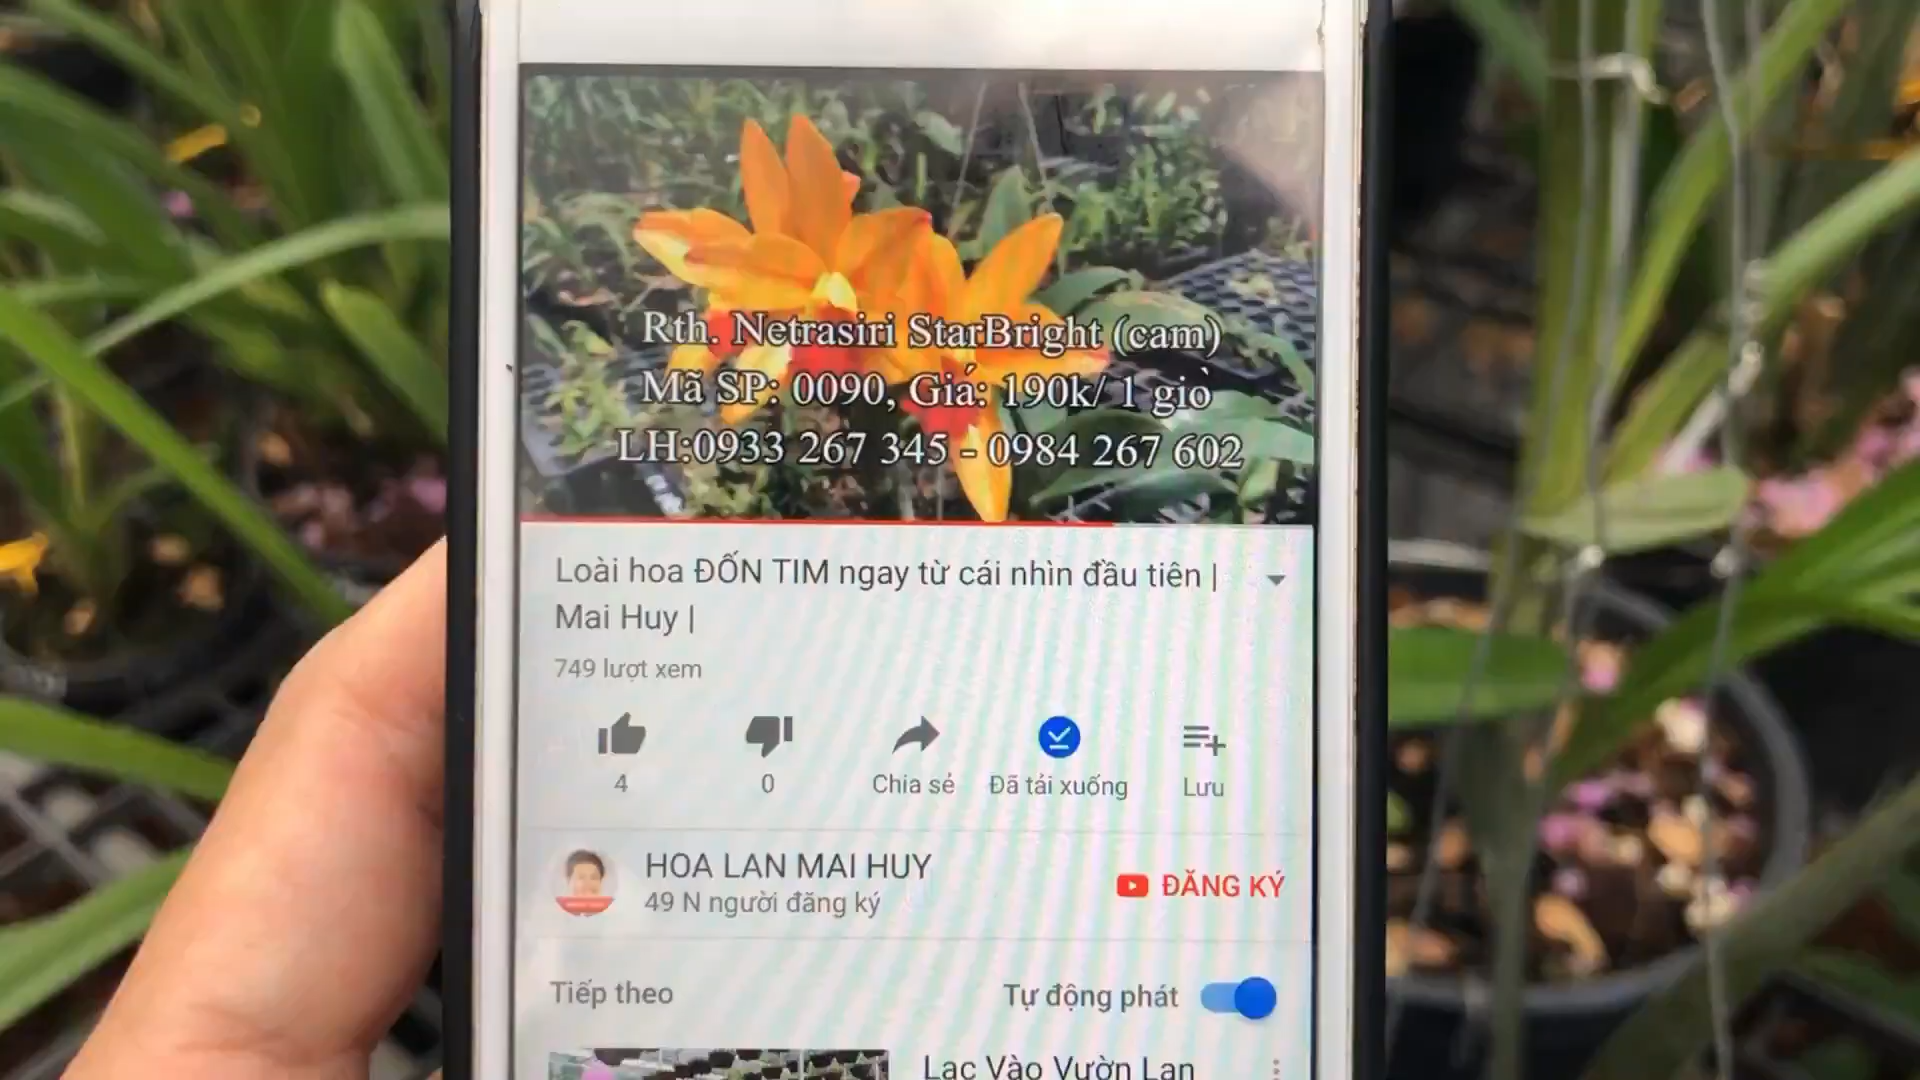 Rth. Netrasiri StarBright (cam)
Mã SP: 0090, Giá: 190k/ 1 giò
LH:0933 267 345 - 0984 267 602
Loài hoa ĐỐN TIM ngay từ cái nhìn đầu tiên |
Mai Huy |
749 lượt xem
4
0
Chia sẻ
Đã tải xuống
Lưu
HOA LAN MAI HUY
49 N người đăng ký
ĐĂNG KÝ
Tiếp theo
Tự động phát
Lạc Vào Vườn Lan